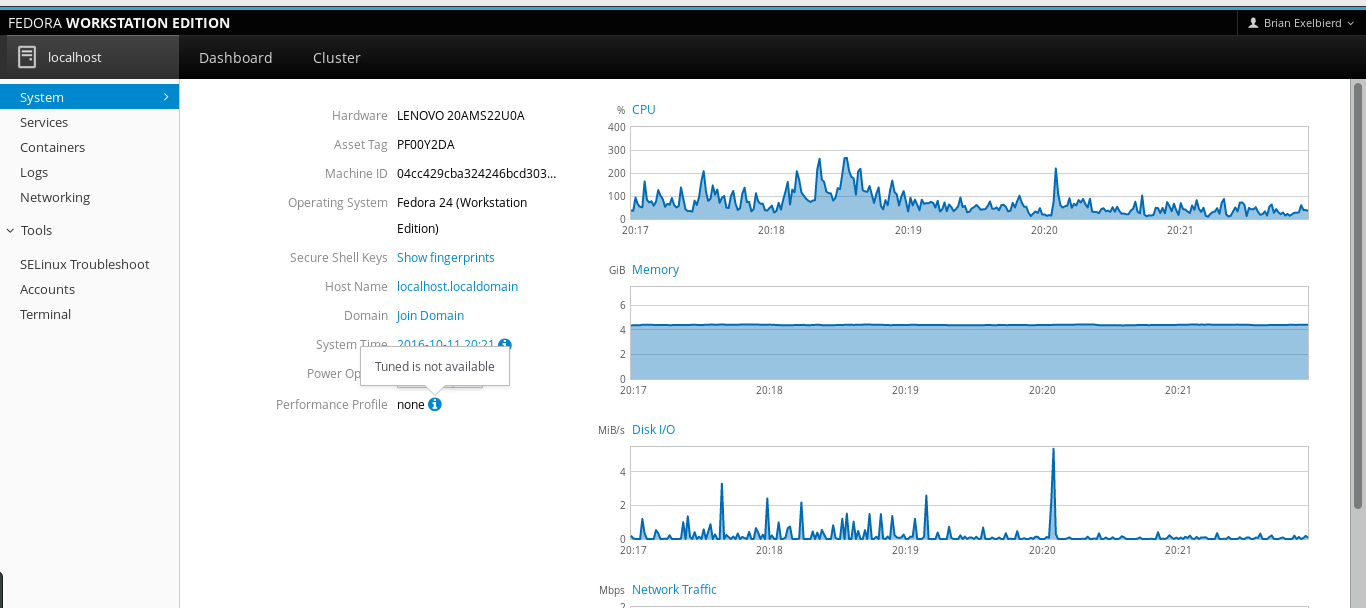 FEDORA WORKSTATION EDITION
Brian Exelbierd
localhost
Dashboard
Cluster
System
Services
Containers
Logs
Networking
Tools
SELinux Troubleshoot
Accounts
Terminal
Hardware LENOVO 20AMS22U0A
Asset Tag PF00Y2DA
Machine ID 04cc429cba324246bcd303...
Operating System Fedora 24 (Workstation
Edition)
Secure Shell Keys Show fingerprints
Host Name localhost.localdomain
Domain Join Domain
System Time 2016-10-11 20:21
Tuned is not available
Power Op
Performance Profile none
% CPU
400
300
200
100
0
20:17 20:18 20:19 20:20 20:21
GiB Memory
6
4
2
0
20:17 20:18 20:19 20:20 20:21
MiB/s Disk I/O
4
2
0
20:17 20:18 20:19 20:20 20:21
Mbps Network Traffic
2